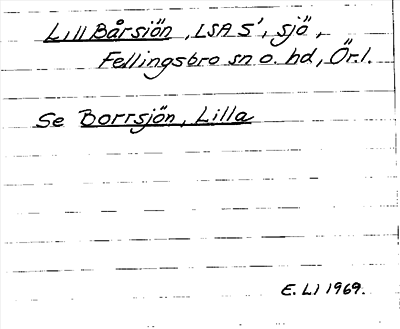 Lill Bårsjön, LSA S', sjö,
Fellingsbro sn o. hd, Ör. l.
Se Borrsjön, Lilla
E. Ll 1969.